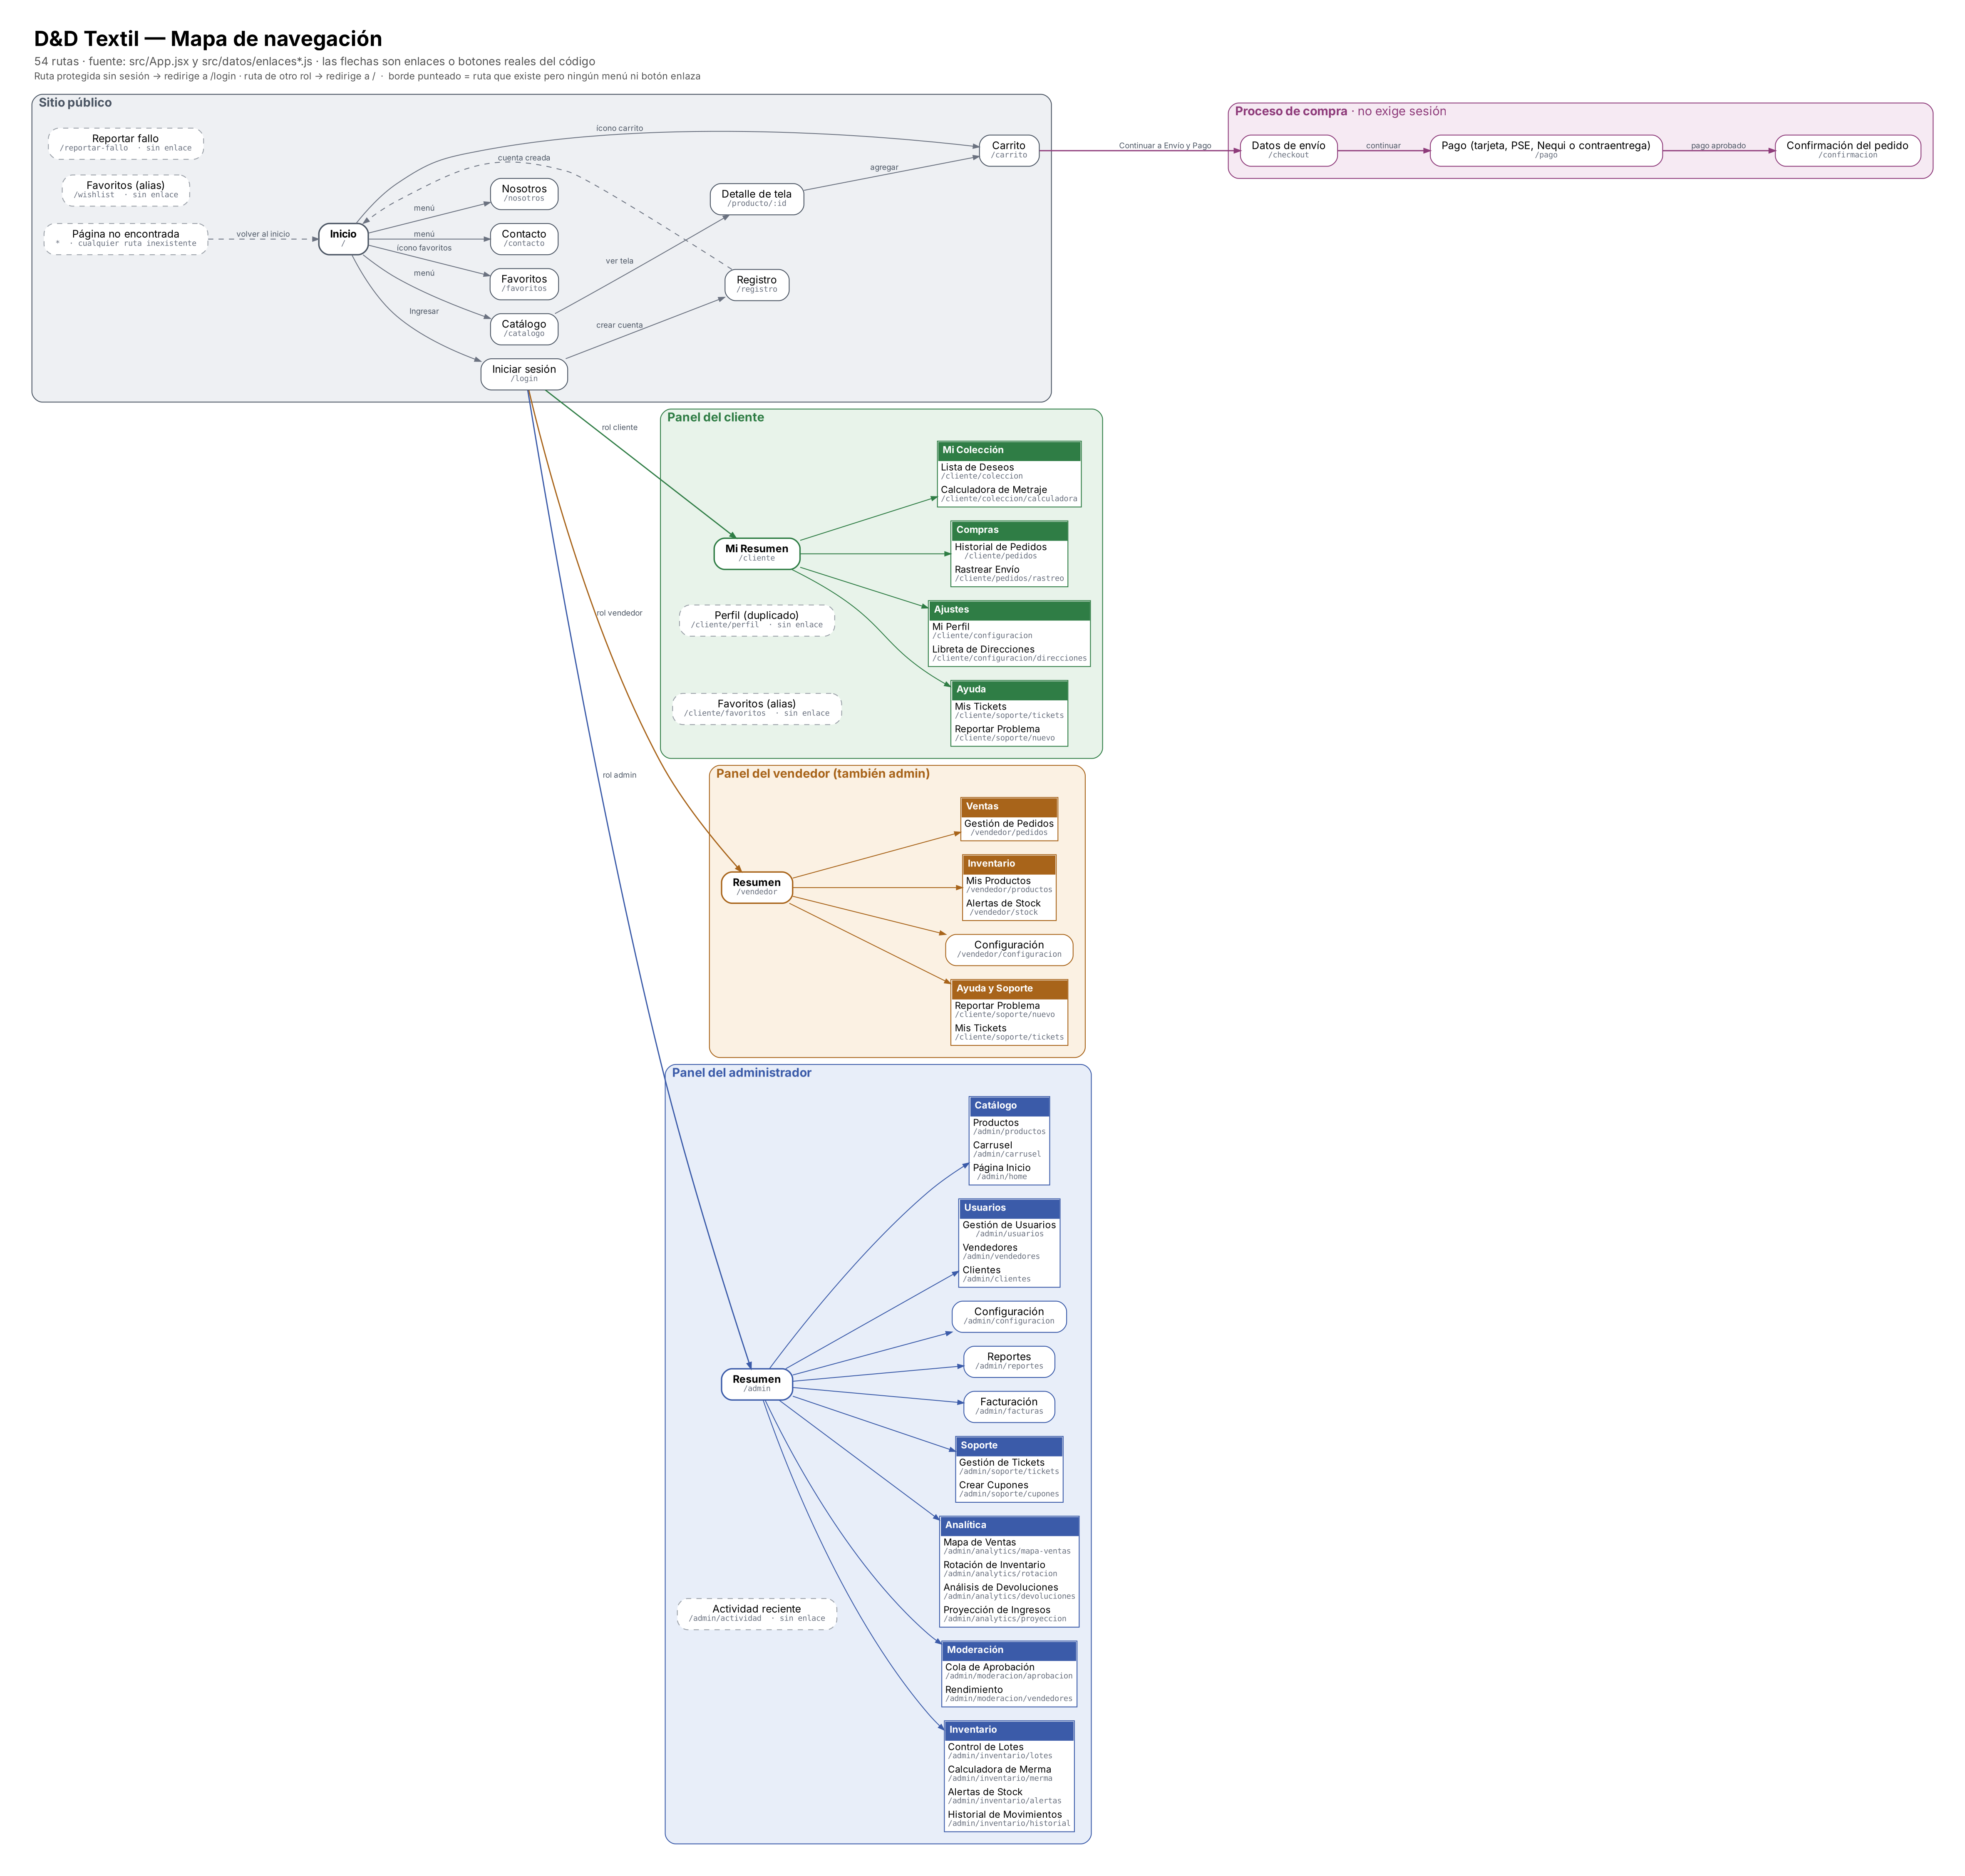 D&D Textil — Mapa de navegación
54 rutas · fuente: src/App.jsx y src/datos/enlaces*.js · las flechas son enlaces o botones reales del código
Ruta protegida sin sesión → redirige a /login · ruta de otro rol → redirige a / · borde punteado = ruta que existe pero ningún menú ni botón enlaza
Sitio público
Reportar fallo
/reportar-fallo · sin enlace
Favoritos (alias)
/wishlist · sin enlace
Página no encontrada
* · cualquier ruta inexistente
volver al inicio
Inicio
/
ícono carrito
cuenta creada
menú
menú
ícono favoritos
menú
Ingresar
Nosotros
/nosotros
Contacto
/contacto
Favoritos
/favoritos
Catálogo
/catalogo
Iniciar sesión
/login
ver tela
crear cuenta
Detalle de tela
/producto/:id
Registro
/registro
agregar
Carrito
/carrito
Continuar a Envío y Pago
Proceso de compra · no exige sesión
Datos de envío
/checkout
continuar
Pago (tarjeta, PSE, Nequi o contraentrega)
/pago
pago aprobado
Confirmación del pedido
/confirmacion
rol cliente
rol vendedor
rol admin
Panel del cliente
Mi Resumen
/cliente
Perfil (duplicado)
/cliente/perfil · sin enlace
Favoritos (alias)
/cliente/favoritos · sin enlace
Mi Colección
Lista de Deseos
/cliente/coleccion
Calculadora de Metraje
/cliente/coleccion/calculadora
Compras
Historial de Pedidos
/cliente/pedidos
Rastrear Envío
/cliente/pedidos/rastreo
Ajustes
Mi Perfil
/cliente/configuracion
Libreta de Direcciones
/cliente/configuracion/direcciones
Ayuda
Mis Tickets
/cliente/soporte/tickets
Reportar Problema
/cliente/soporte/nuevo
Panel del vendedor (también admin)
Resumen
/vendedor
Ventas
Gestión de Pedidos
/vendedor/pedidos
Inventario
Mis Productos
/vendedor/productos
Alertas de Stock
/vendedor/stock
Configuración
/vendedor/configuracion
Ayuda y Soporte
Reportar Problema
/cliente/soporte/nuevo
Mis Tickets
/cliente/soporte/tickets
Panel del administrador
Resumen
/admin
Actividad reciente
/admin/actividad · sin enlace
Catálogo
Productos
/admin/productos
Carrusel
/admin/carrusel
Página Inicio
/admin/home
Usuarios
Gestión de Usuarios
/admin/usuarios
Vendedores
/admin/vendedores
Clientes
/admin/clientes
Configuración
/admin/configuracion
Reportes
/admin/reportes
Facturación
/admin/facturas
Soporte
Gestión de Tickets
/admin/soporte/tickets
Crear Cupones
/admin/soporte/cupones
Analítica
Mapa de Ventas
/admin/analytics/mapa-ventas
Rotación de Inventario
/admin/analytics/rotacion
Análisis de Devoluciones
/admin/analytics/devoluciones
Proyección de Ingresos
/admin/analytics/proyeccion
Moderación
Cola de Aprobación
/admin/moderacion/aprobacion
Rendimiento
/admin/moderacion/vendedores
Inventario
Control de Lotes
/admin/inventario/lotes
Calculadora de Merma
/admin/inventario/merma
Alertas de Stock
/admin/inventario/alertas
Historial de Movimientos
/admin/inventario/historial